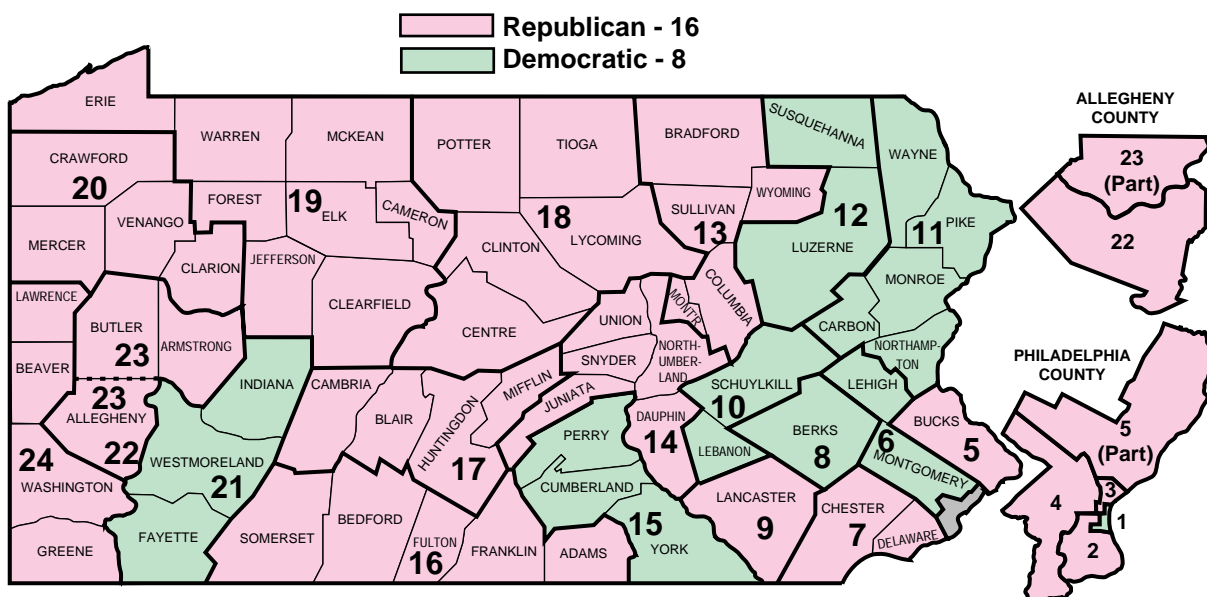 Republican - 16
Democratic - 8
ERIE
WARREN
MCKEAN
POTTER
TIOGA
BRADFORD
SUSQUEHANNA
WAYNE
ALLEGHENY
COUNTY
CRAWFORD
20
FOREST
19
ELK
CAMERON
SULLIVAN
13
WYOMING
12
11
PIKE
23
(Part)
22
VENANGO
MERCER
CLARION
JEFFERSON
CLINTON
18
LYCOMING
LUZERNE
MONROE
LAWRENCE
CLEARFIELD
CENTRE
UNION
MONTR
COLUMBIA
CARBON
NORTHAMP-
TON
BUTLER
23
ARMSTRONG
BEAVER
23
ALLEGHENY
22
INDIANA
CAMBRIA
BLAIR
HUNTINGDON
MIFFLIN
JUNIATA
SNYDER
NORTH-
UMBER-
LAND
SCHUYLKILL
10
LEHIGH
PHILADELPHIA
COUNTY
24
WASHINGTON
WESTMORELAND
21
17
PERRY
DAUPHIN
14
LEBANON
BERKS
8
6
MONTGOMERY
BUCKS
5
5
(Part)
4
3
1
2
GREENE
FAYETTE
SOMERSET
BEDFORD
FULTON
16
FRANKLIN
CUMBERLAND
ADAMS
15
YORK
LANCASTER
9
CHESTER
7
DELAWARE